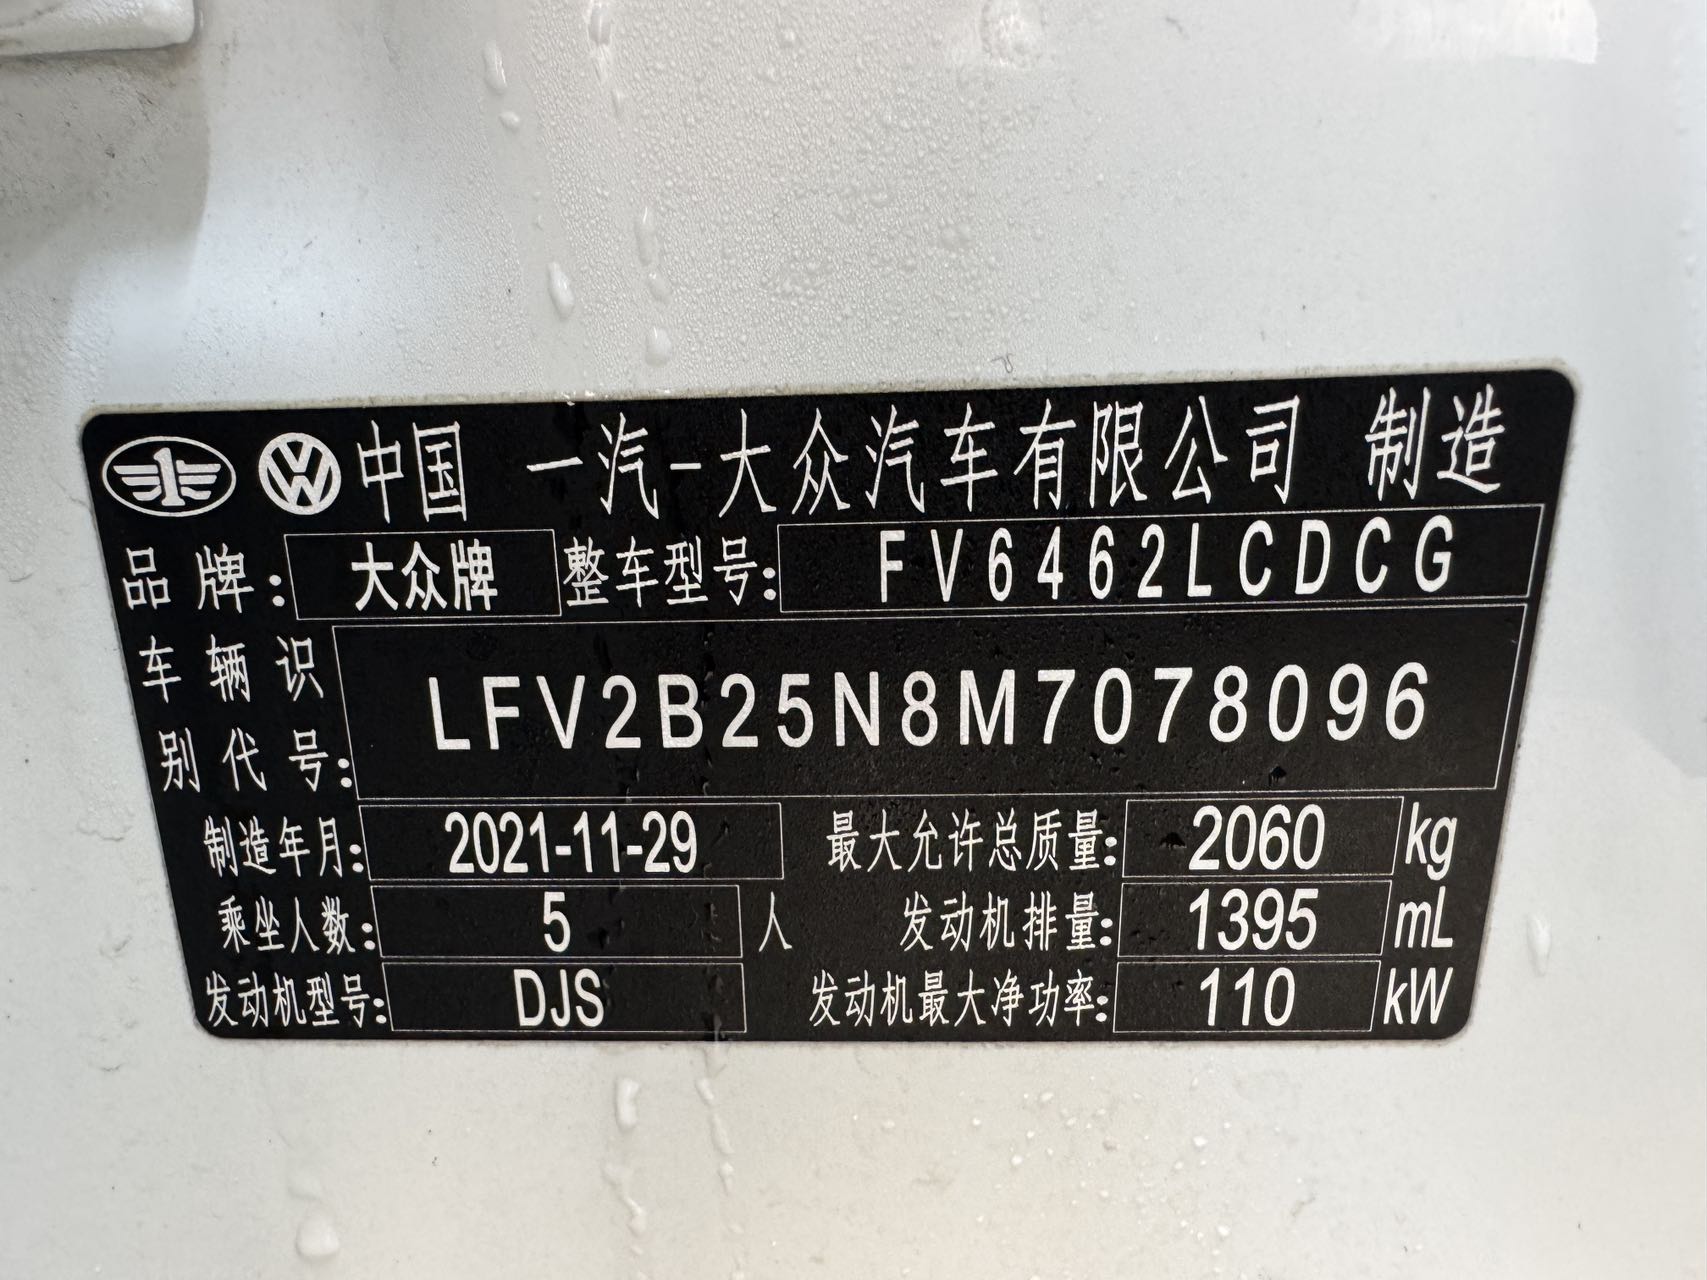 中国 一汽-大众汽车有限公司 制造
品牌: 大众牌 整车型号: FV6462LCDCG
车辆识
别代号: LFV2B25N8M7078096
制造年月: 2021-11-29 最大允许总质量: 2060 kg
乘坐人数: 5 人 发动机排量: 1395 mL
发动机型号: DJS 发动机最大净功率: 110 kW